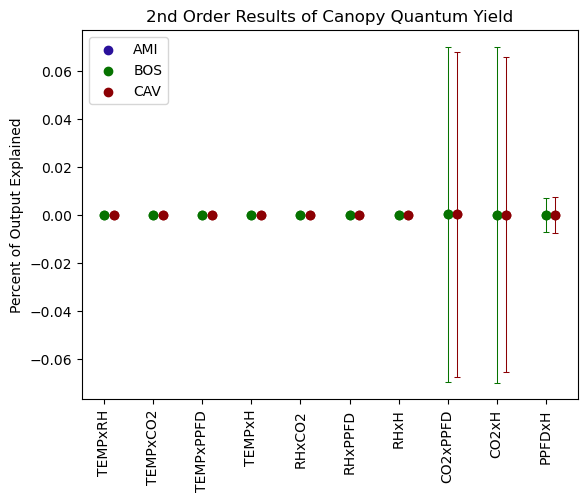 2nd Order Results of Canopy Quantum Yield
AMI
BOS
CAV
Percent of Output Explained
0.06
0.04
0.02
0.00
−0.02
−0.04
−0.06
TEMPxRH
TEMPxCO2
TEMPxPPFD
TEMPxH
RHxCO2
RHxPPFD
RHxH
CO2xPPFD
CO2xH
PPFDxH